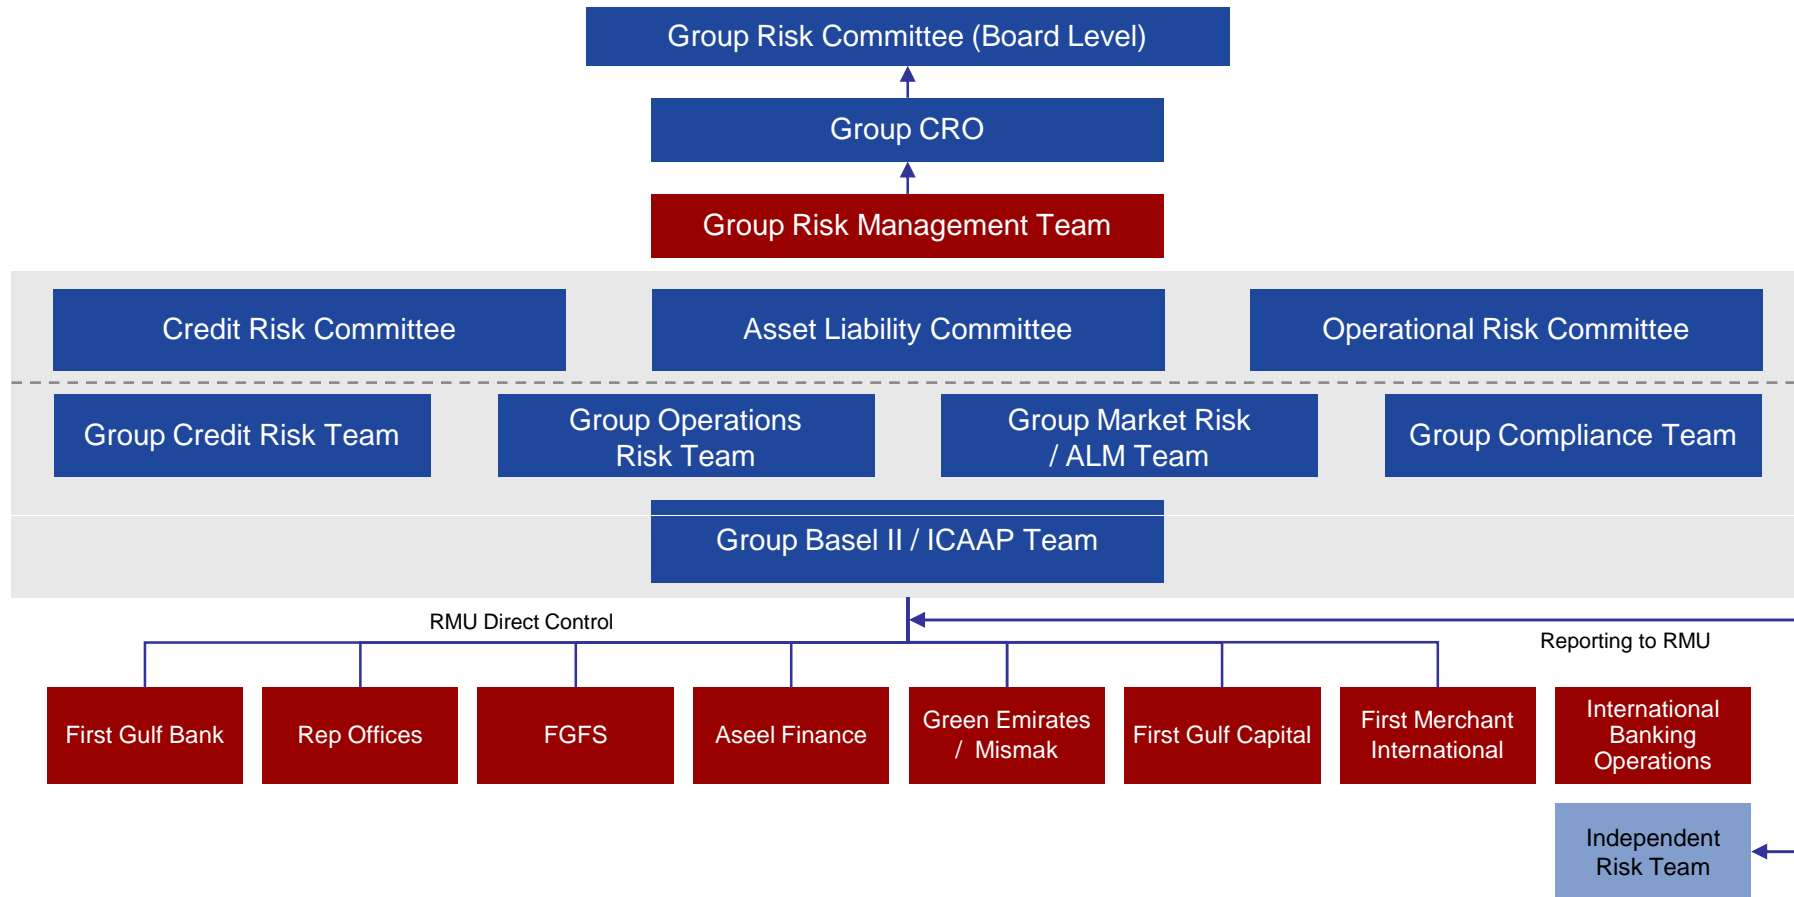 Group Risk Committee (Board Level)
Group CRO
Group Risk Management Team
Credit Risk Committee
Asset Liability Committee
Operational Risk Committee
Group Credit Risk Team
Group Operations
Risk Team
Group Market Risk
/ ALM Team
Group Compliance Team
Group Basel II / ICAAP Team
RMU Direct Control
Reporting to RMU
First Gulf Bank
Rep Offices
FGFS
Aseel Finance
Green Emirates
/ Mismak
First Gulf Capital
First Merchant
International
International
Banking
Operations
Independent
Risk Team